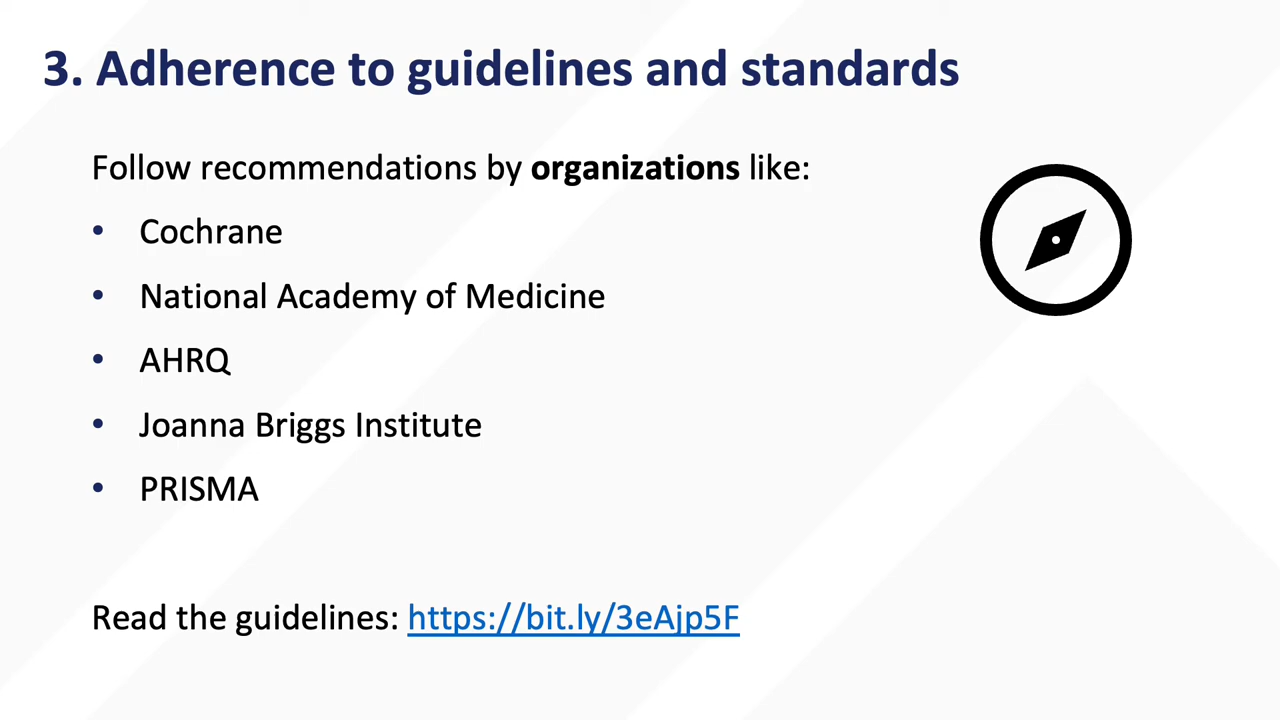 3. Adherence to guidelines and standards
Follow recommendations by organizations like:
• Cochrane
• National Academy of Medicine
• AHRQ
• Joanna Briggs Institute
• PRISMA
Read the guidelines: https://bit.ly/3eAjp5F